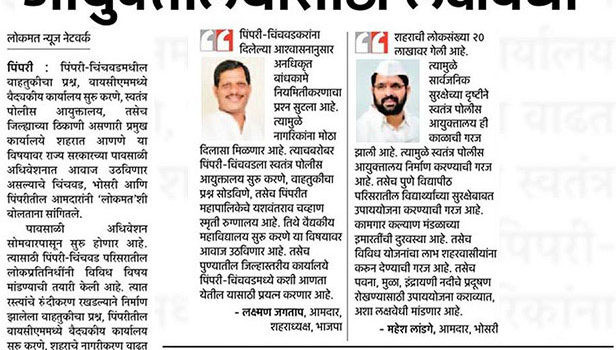 आयुक्तालयासाठी
लोकमत न्यूज नेटवर्क
पिंपरी : पिंपरी-चिंचवडमधील
वाहतुकीचा प्रश्न, वायसीएममध्ये
वैद्यकीय कार्यालय सुरु करणे, स्वतंत्र
पोलीस आयुक्तालय, तसेच
जिल्ह्याच्या ठिकाणी असणारी प्रमुख
कार्यालये शहरात आणणे या
विषयावर राज्य सरकारच्या पावसाळी
अधिवेशनात आवाज उठविणार
असल्याचे चिंचवड, भोसरी आणि
पिंपरीतील आमदारांनी 'लोकमत'शी
बोलताना सांगितले.
पावसाळी अधिवेशन
सोमवारपासून सुरु होणार आहे.
त्यासाठी पिंपरी-चिंचवड परिसरातील
लोकप्रतिनिधींनी विविध विषय
मांडण्याची तयारी केली आहे. त्यात
रस्त्यांचे रुंदीकरण रखडल्याने निर्माण
झालेला वाहतुकीचा प्रश्न, पिंपरीतील
वायसीएममध्ये वैद्यकीय कार्यालय
सुरु करणे, शहराचे नागरीकरण वाढत
पिंपरी-चिंचवडकरांना
दिलेल्या आश्वासनानुसार
अनधिकृत
बांधकामे
नियमितीकरणाचा
प्रश्न सुटला आहे.
त्यामुळे
नागरिकांना मोठा
दिलासा मिळणार आहे. त्याचबरोबर
पिंपरी-चिंचवडला स्वतंत्र पोलीस
आयुक्तालय सुरु करणे, वाहतुकीचा
प्रश्न सोडविणे, तसेच पिंपरीत
महापालिकेचे यशवंतराव चव्हाण
स्मृती रुग्णालय आहे. तिथे वैद्यकीय
महाविद्यालय सुरु करणे या विषयावर
आवाज उठविणार आहे. तसेच
पुण्यातील जिल्हास्तरीय कार्यालये
पिंपरी-चिंचवडमध्ये कशी आणता
येतील यासाठी प्रयत्न करणार आहे.
- लक्ष्मण जगताप, आमदार,
शहराध्यक्ष, भाजपा
शहराची लोकसंख्या २०
लाखांवर गेली आहे.
त्यामुळे
सार्वजनिक
सुरक्षेच्या दृष्टीने
स्वतंत्र पोलीस
आयुक्तालय ही
काळाची गरज
झाली आहे. त्यामुळे स्वतंत्र पोलीस
आयुक्तालय निर्माण करण्याची गरज
आहे. तसेच पुणे विद्यापीठ
परिसरातील विद्यार्थ्यांच्या सुरक्षेबाबत
उपाययोजना करण्याची गरज आहे.
कामगार कल्याण मंडळाच्या
इमारतींची दुरवस्था आहे. तसेच
विविध योजनांचा लाभ शहरवासीयांना
करुन देण्याची गरज आहे. तसेच
पवना, मुळा, इंद्रायणी नदीचे प्रदूषण
रोखण्यासाठी उपाययोजना कराव्यात,
अशा लक्षवेधी मांडणार आहे.
- महेश लांडगे, आमदार, भोसरी